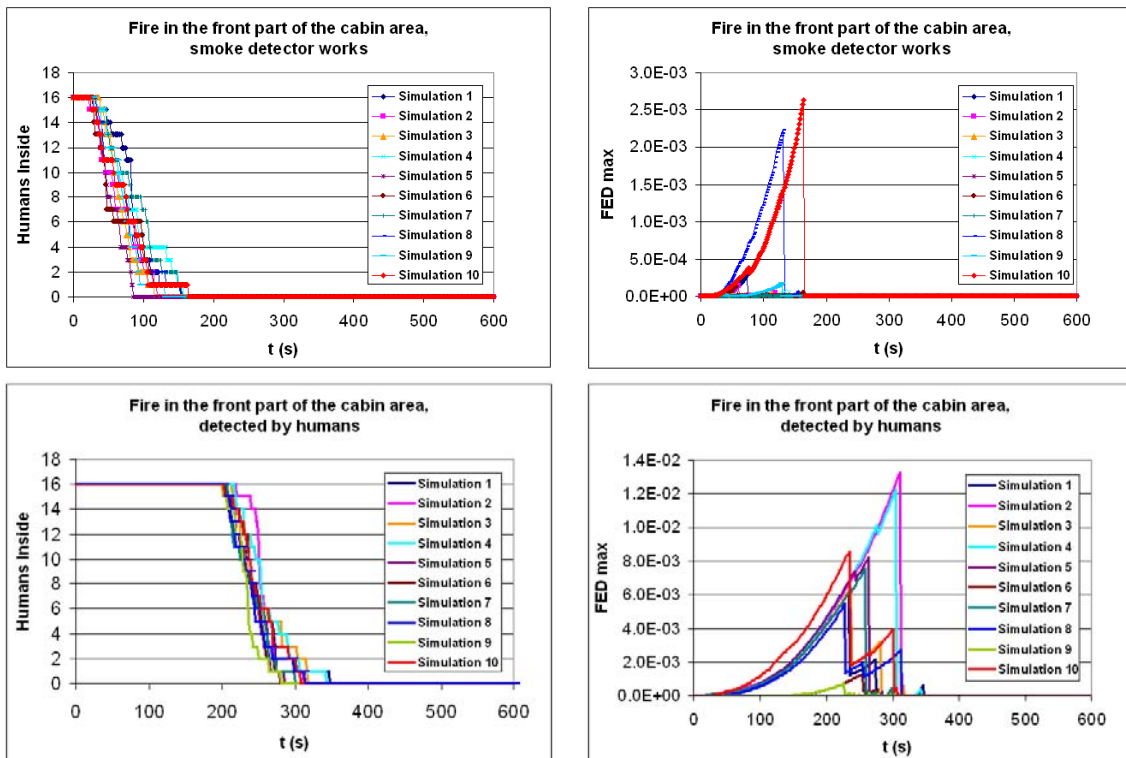 Fire in the front part of the cabin area,
smoke detector works
18
16
14
12
10
8
6
4
2
0
Humans Inside
0 100 200 300 400 500 600
t (s)
Simulation 1
Simulation 2
Simulation 3
Simulation 4
Simulation 5
Simulation 6
Simulation 7
Simulation 8
Simulation 9
Simulation 10
Fire in the front part of the cabin area,
smoke detector works
3.0E-03
2.5E-03
2.0E-03
1.5E-03
1.0E-03
5.0E-04
0.0E+00
FED max
0 100 200 300 400 500 600
t (s)
Simulation 1
Simulation 2
Simulation 3
Simulation 4
Simulation 5
Simulation 6
Simulation 7
Simulation 8
Simulation 9
Simulation 10
Fire in the front part of the cabin area,
detected by humans
18
16
14
12
10
8
6
4
2
0
Humans Inside
0 100 200 300 400 500 600
t (s)
Simulation 1
Simulation 2
Simulation 3
Simulation 4
Simulation 5
Simulation 6
Simulation 7
Simulation 8
Simulation 9
Simulation 10
Fire in the front part of the cabin area,
detected by humans
1.4E-02
1.2E-02
1.0E-02
8.0E-03
6.0E-03
4.0E-03
2.0E-03
0.0E+00
FED max
0 100 200 300 400 500 600
t (s)
Simulation 1
Simulation 2
Simulation 3
Simulation 4
Simulation 5
Simulation 6
Simulation 7
Simulation 8
Simulation 9
Simulation 10